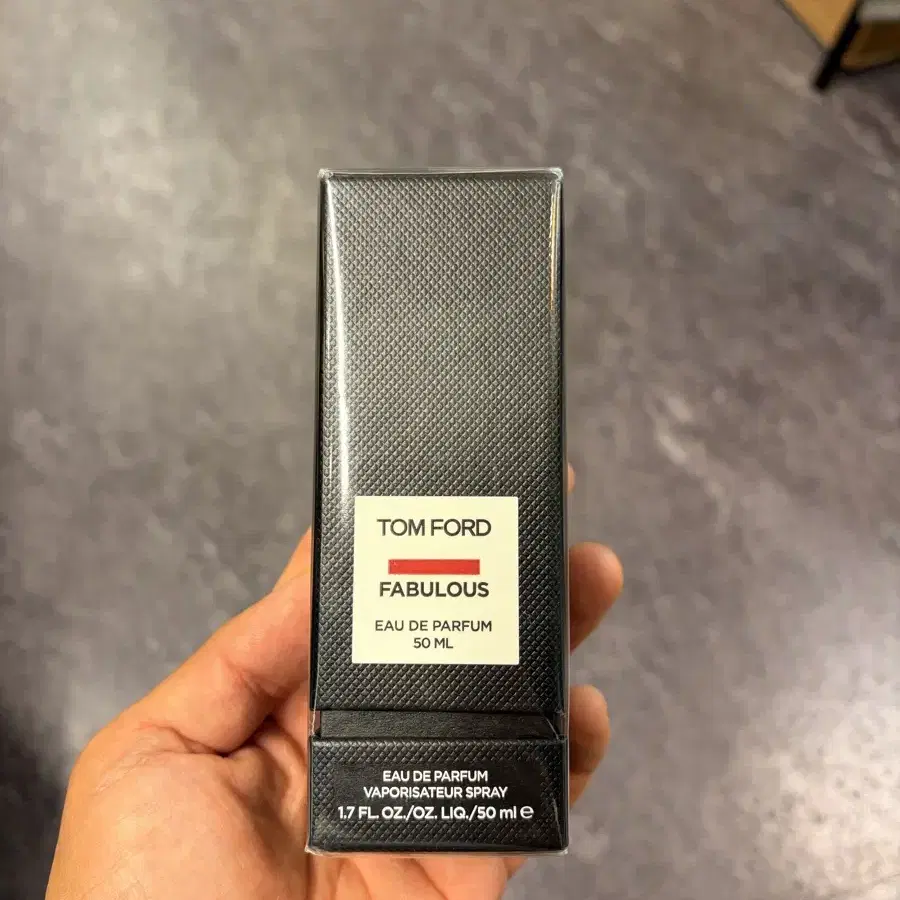 TOM FORD
FABULOUS
EAU DE PARFUM
50 ML
EAU DE PARFUM
VAPORISATEUR SPRAY
1.7 FL. OZ./OZ. LIQ./50 ml ℮